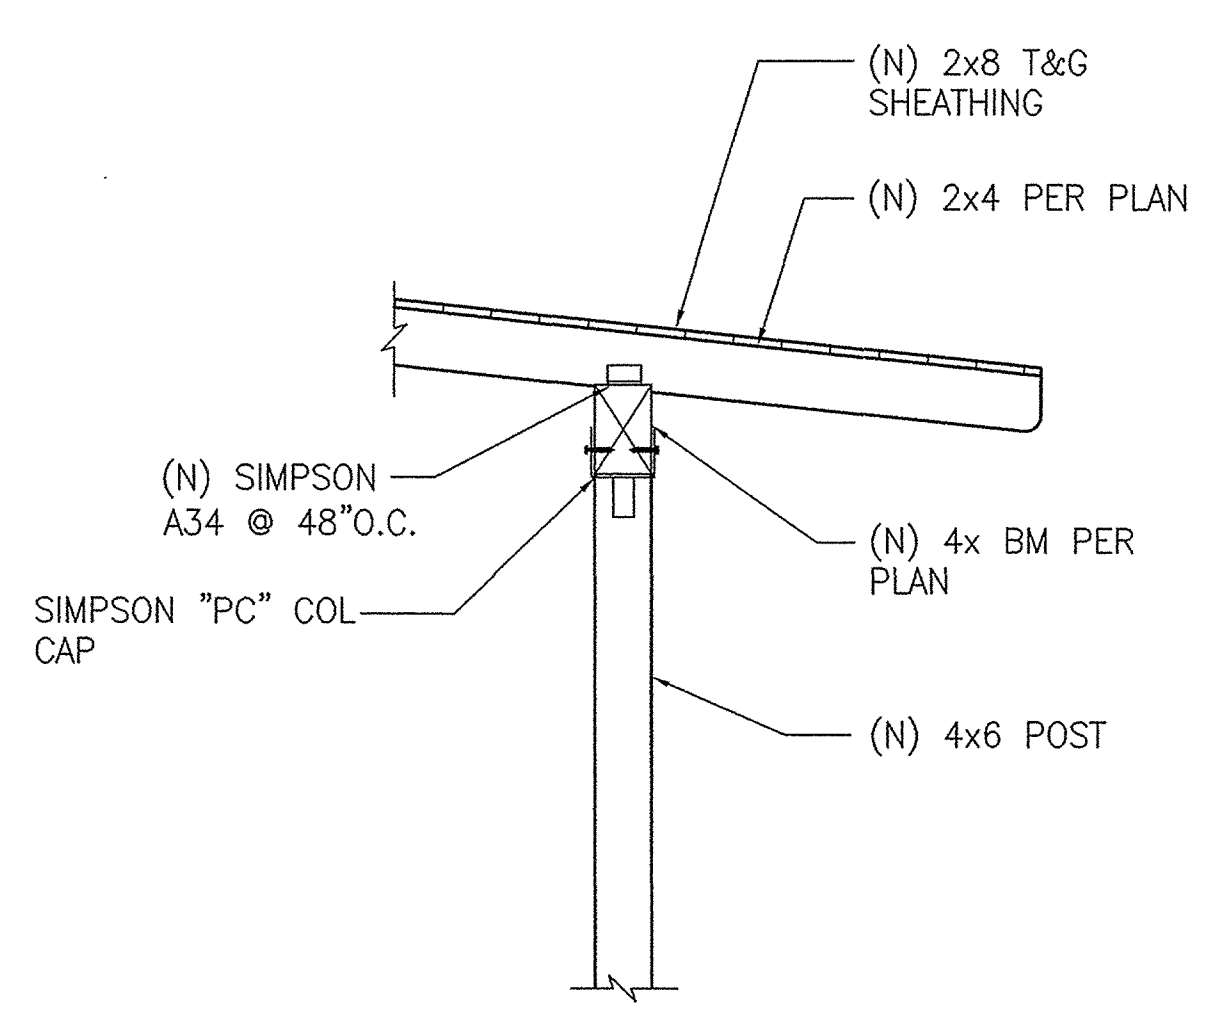 (N) 2x8 T&G
SHEATHING
(N) 2x4 PER PLAN
(N) SIMPSON
A34 @ 48"O.C.
(N) 4x BM PER
PLAN
SIMPSON "PC" COL
CAP
(N) 4x6 POST